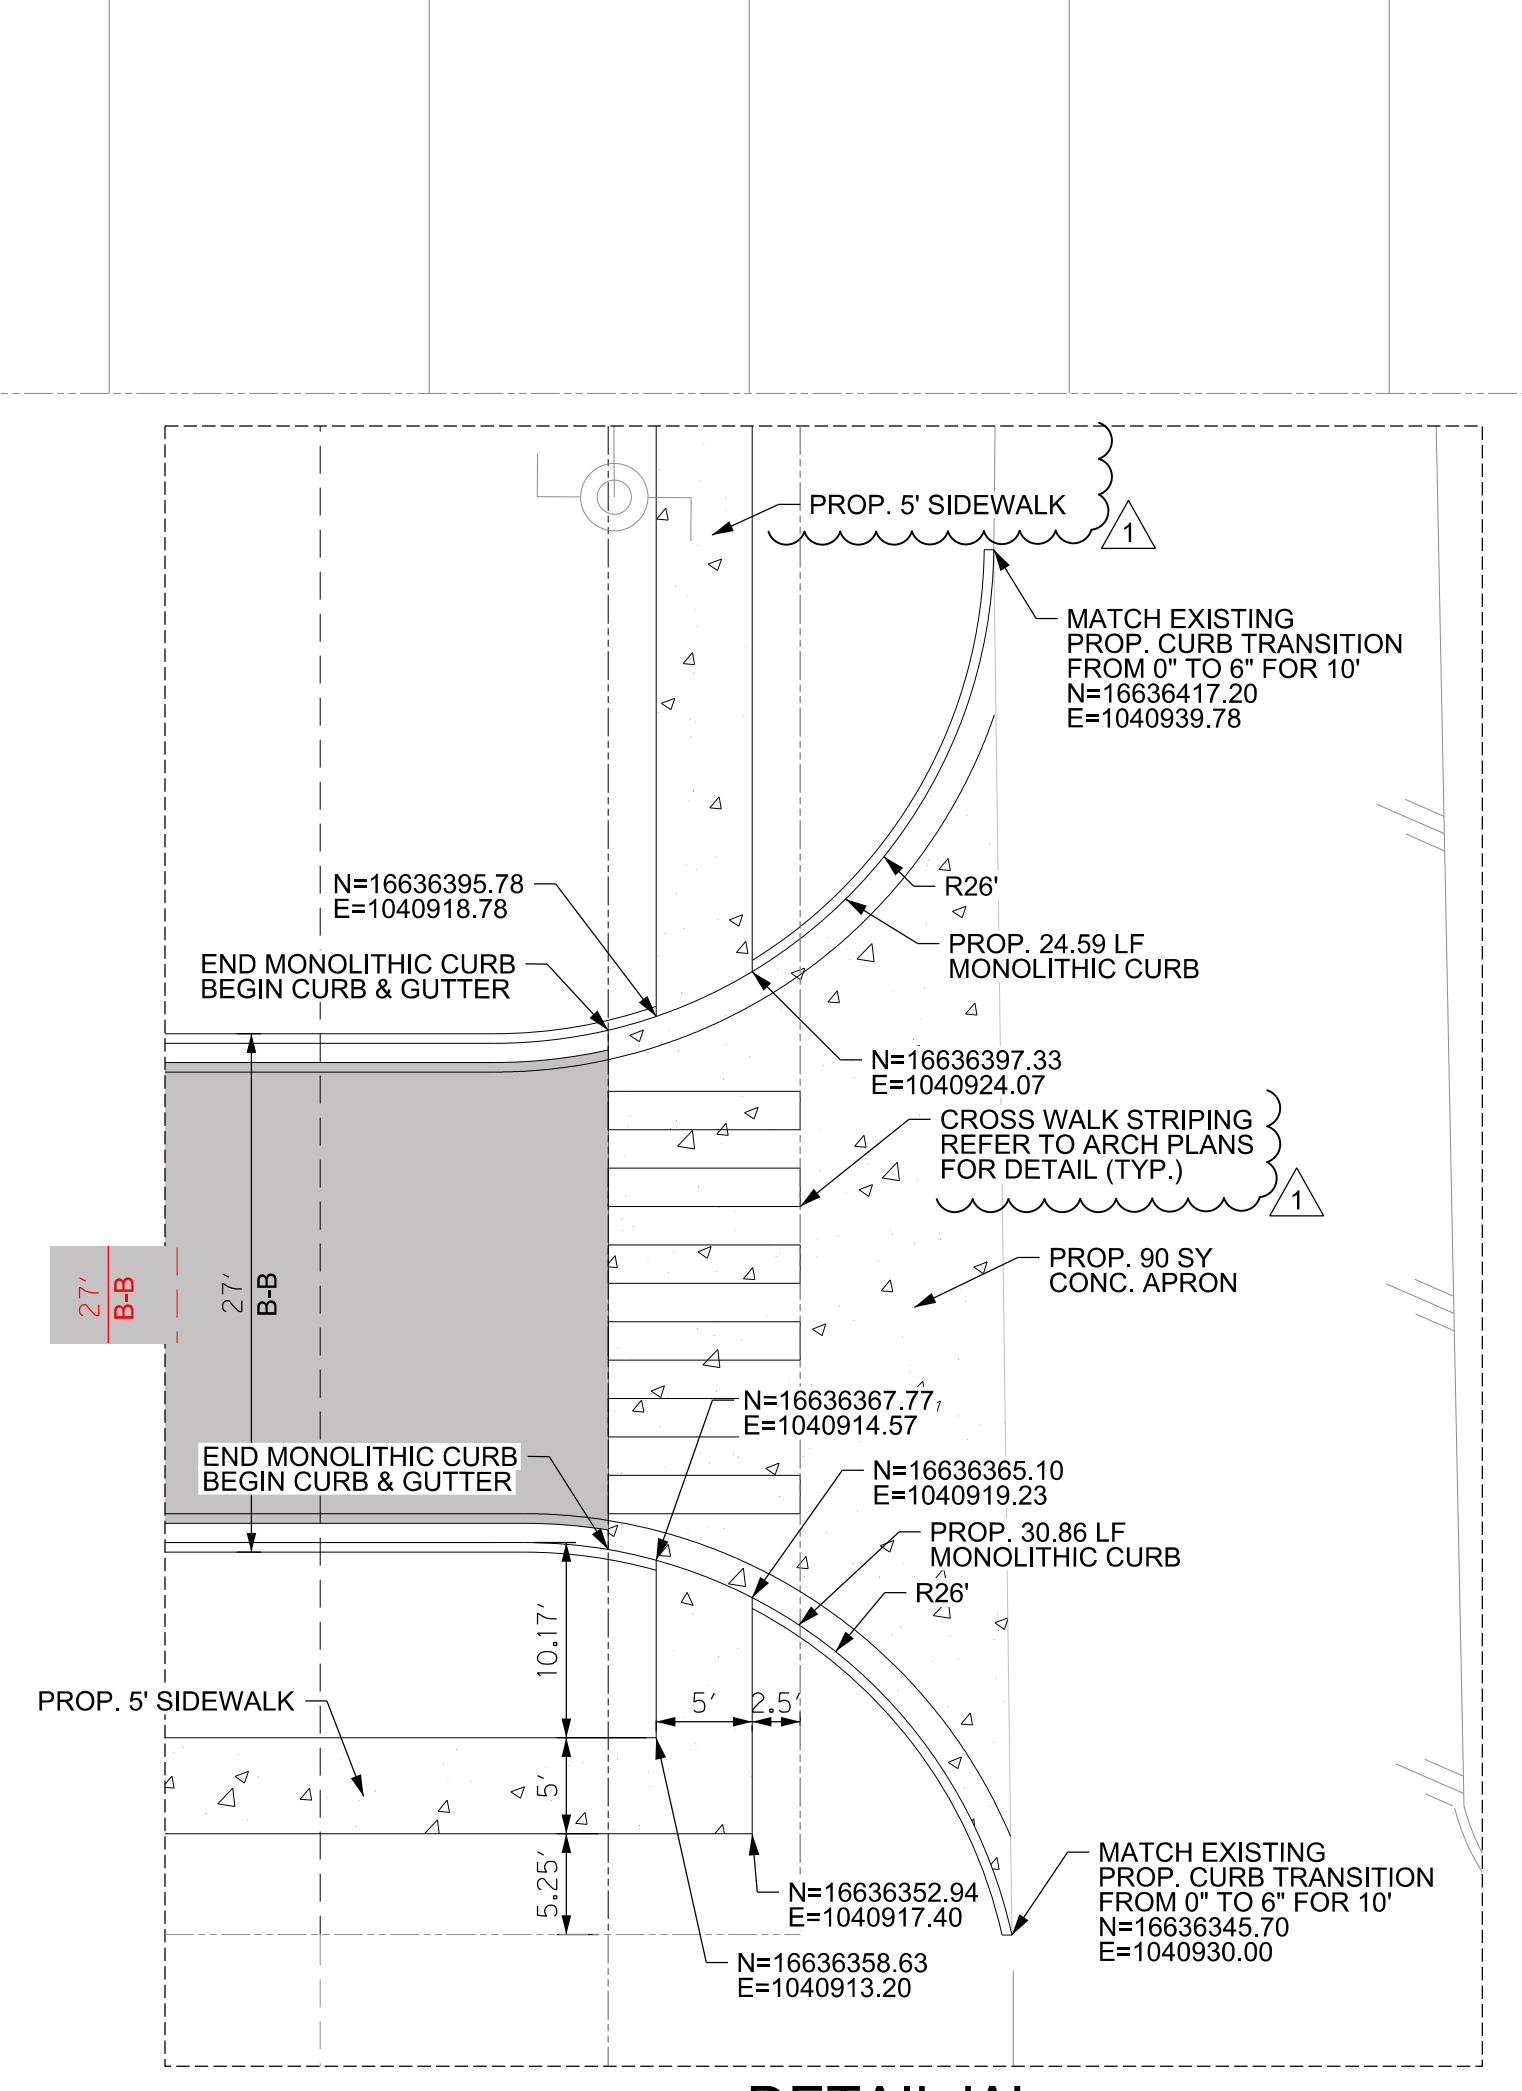 PROP. 5' SIDEWALK
1
MATCH EXISTING
PROP. CURB TRANSITION
FROM 0" TO 6" FOR 10'
N=16636417.20
E=1040939.78
N=16636395.78
E=1040918.78
R26'
PROP. 24.59 LF
MONOLITHIC CURB
END MONOLITHIC CURB
BEGIN CURB & GUTTER
N=16636397.33
E=1040924.07
CROSS WALK STRIPING
REFER TO ARCH PLANS
FOR DETAIL (TYP.)
1
PROP. 90 SY
CONC. APRON
27'
B-B
27'
B-B
N=16636367.77
E=1040914.57
END MONOLITHIC CURB
BEGIN CURB & GUTTER
N=16636365.10
E=1040919.23
PROP. 30.86 LF
MONOLITHIC CURB
R26'
10.17'
PROP. 5' SIDEWALK
5'
2.5'
5'
5.25'
MATCH EXISTING
PROP. CURB TRANSITION
FROM 0" TO 6" FOR 10'
N=16636345.70
E=1040930.00
N=16636352.94
E=1040917.40
N=16636358.63
E=1040913.20